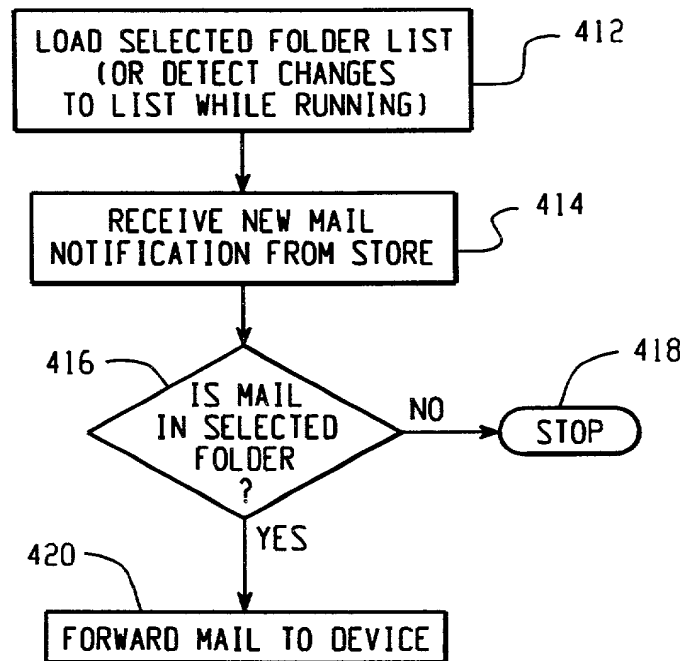 LOAD SELECTED FOLDER LIST
(OR DETECT CHANGES
TO LIST WHILE RUNNING)
412
RECEIVE NEW MAIL
NOTIFICATION FROM STORE
414
416
IS MAIL
IN SELECTED
FOLDER
?
NO
STOP
418
YES
420
FORWARD MAIL TO DEVICE